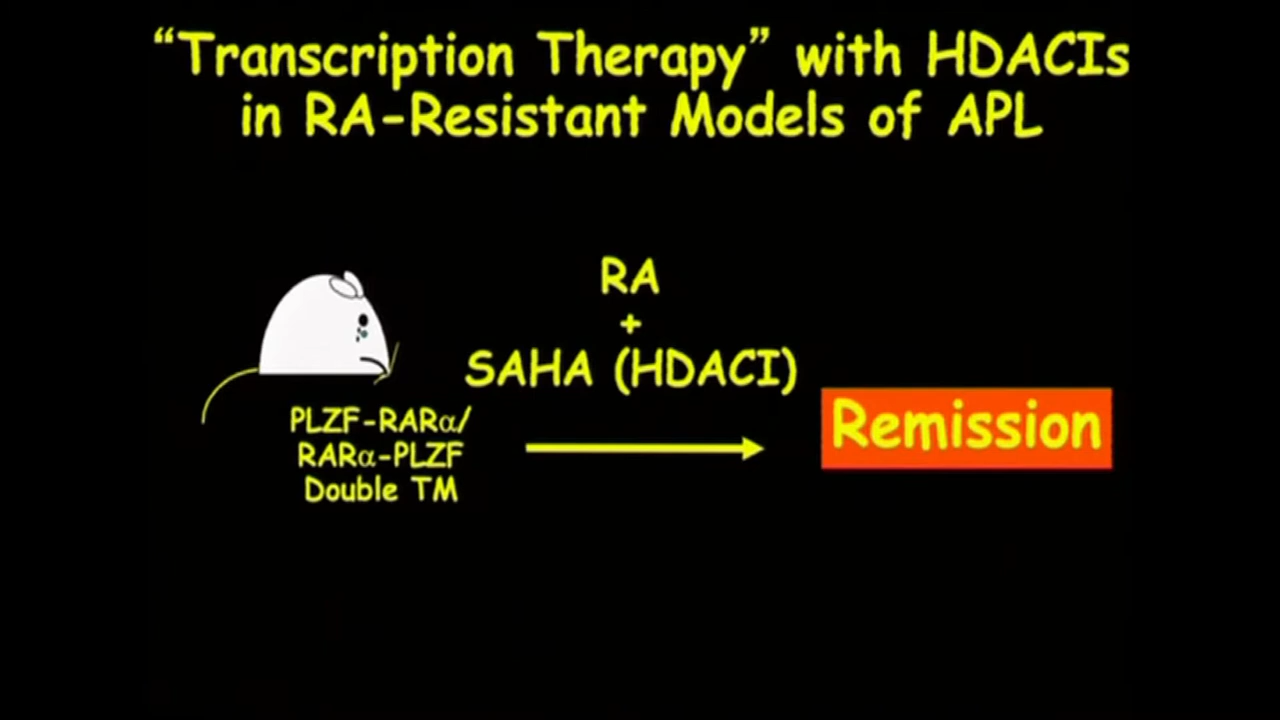 “Transcription Therapy” with HDACIs
in RA-Resistant Models of APL
RA
+
SAHA (HDACI)
PLZF-RARα/
RARα-PLZF
Double TM
Remission